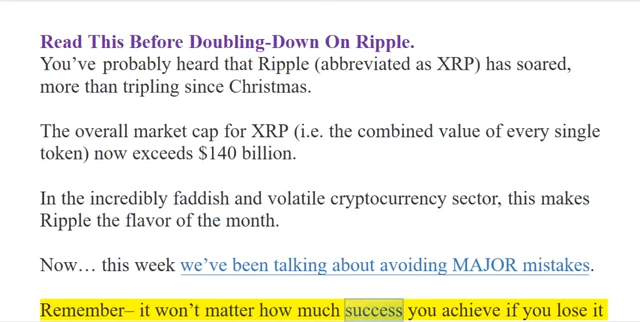 Read This Before Doubling-Down On Ripple.
You’ve probably heard that Ripple (abbreviated as XRP) has soared,
more than tripling since Christmas.
The overall market cap for XRP (i.e. the combined value of every single
token) now exceeds $140 billion.
In the incredibly faddish and volatile cryptocurrency sector, this makes
Ripple the flavor of the month.
Now… this week we’ve been talking about avoiding MAJOR mistakes.
Remember– it won’t matter how much success you achieve if you lose it